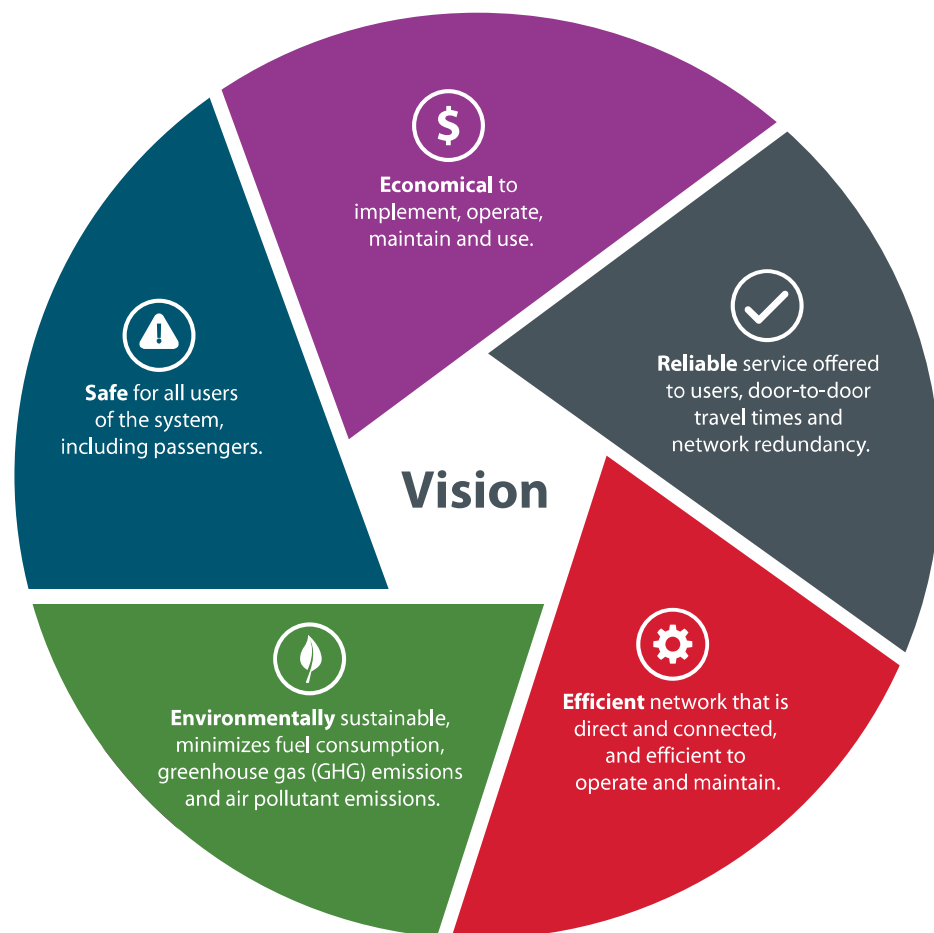 $
Economical to
implement, operate,
maintain and use.
Reliable service offered
to users, door-to-door
travel times and
network redundancy.
Safe for all users
of the system,
including passengers.
Vision
Efficient network that is
direct and connected,
and efficient to
operate and maintain.
Environmentally sustainable,
minimizes fuel consumption,
greenhouse gas (GHG) emissions
and air pollutant emissions.